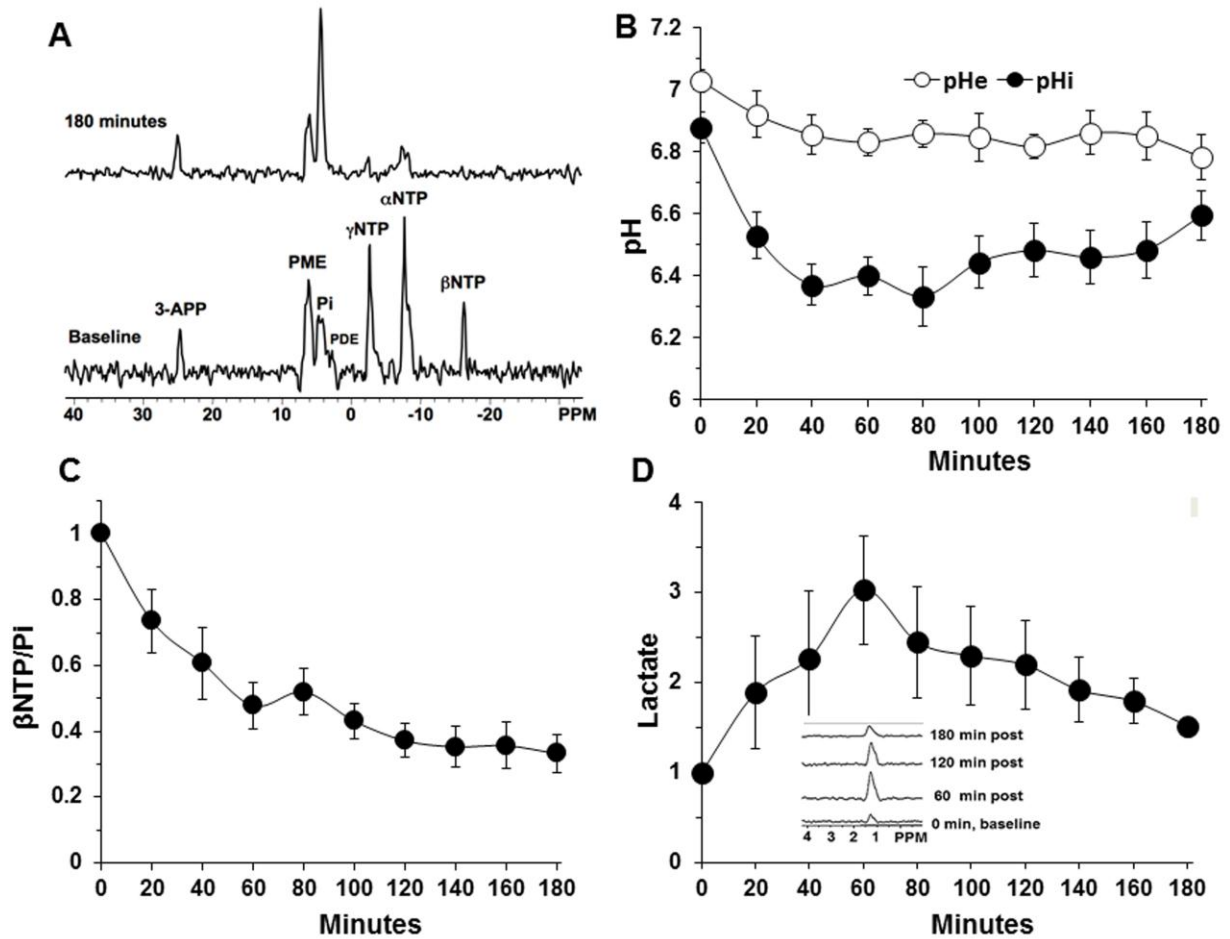 A
180 minutes
αNTP
γNTP
PME
βNTP
Pi
3-APP
PDE
Baseline
40 30 20 10 0 -10 -20 PPM
B
7.2
7
6.8
6.6
6.4
6.2
6
pH
pHe pHi
0 20 40 60 80 100 120 140 160 180
Minutes
C
1
0.8
0.6
0.4
0.2
0
βNTP/Pi
0 20 40 60 80 100 120 140 160 180
Minutes
D
4
3
2
1
0
Lactate
180 min post
120 min post
60 min post
0 min, baseline
4 3 2 1 PPM
0 20 40 60 80 100 120 140 160 180
Minutes